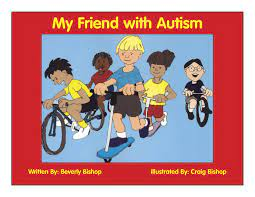 My Friend with Autism
Written By: Beverly Bishop Illustrated By: Craig Bishop